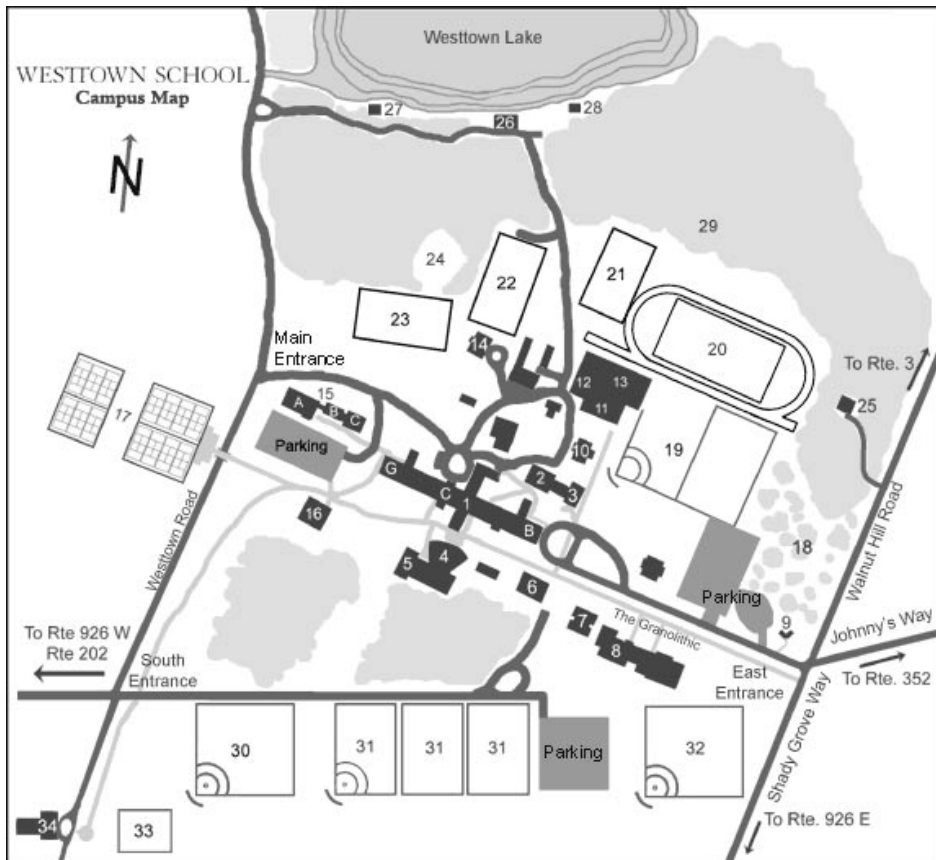 Westtown Lake
WESTTOWN SCHOOL
Campus Map
N
27
26
28
29
24
22
21
23
20
14
Main
Entrance
12
13
11
To Rte. 3
25
15
A
B
C
17
Parking
10
19
G
C
1
2
3
B
16
18
Westtown Road
Walnut Hill Road
5
4
6
Parking
7
The Granolithic
9
8
Johnny's Way
To Rte 926 W
Rte 202
South
Entrance
East
Entrance
To Rte. 352
Shady Grove Way
30
31
31
31
Parking
32
34
33
To Rte. 926 E